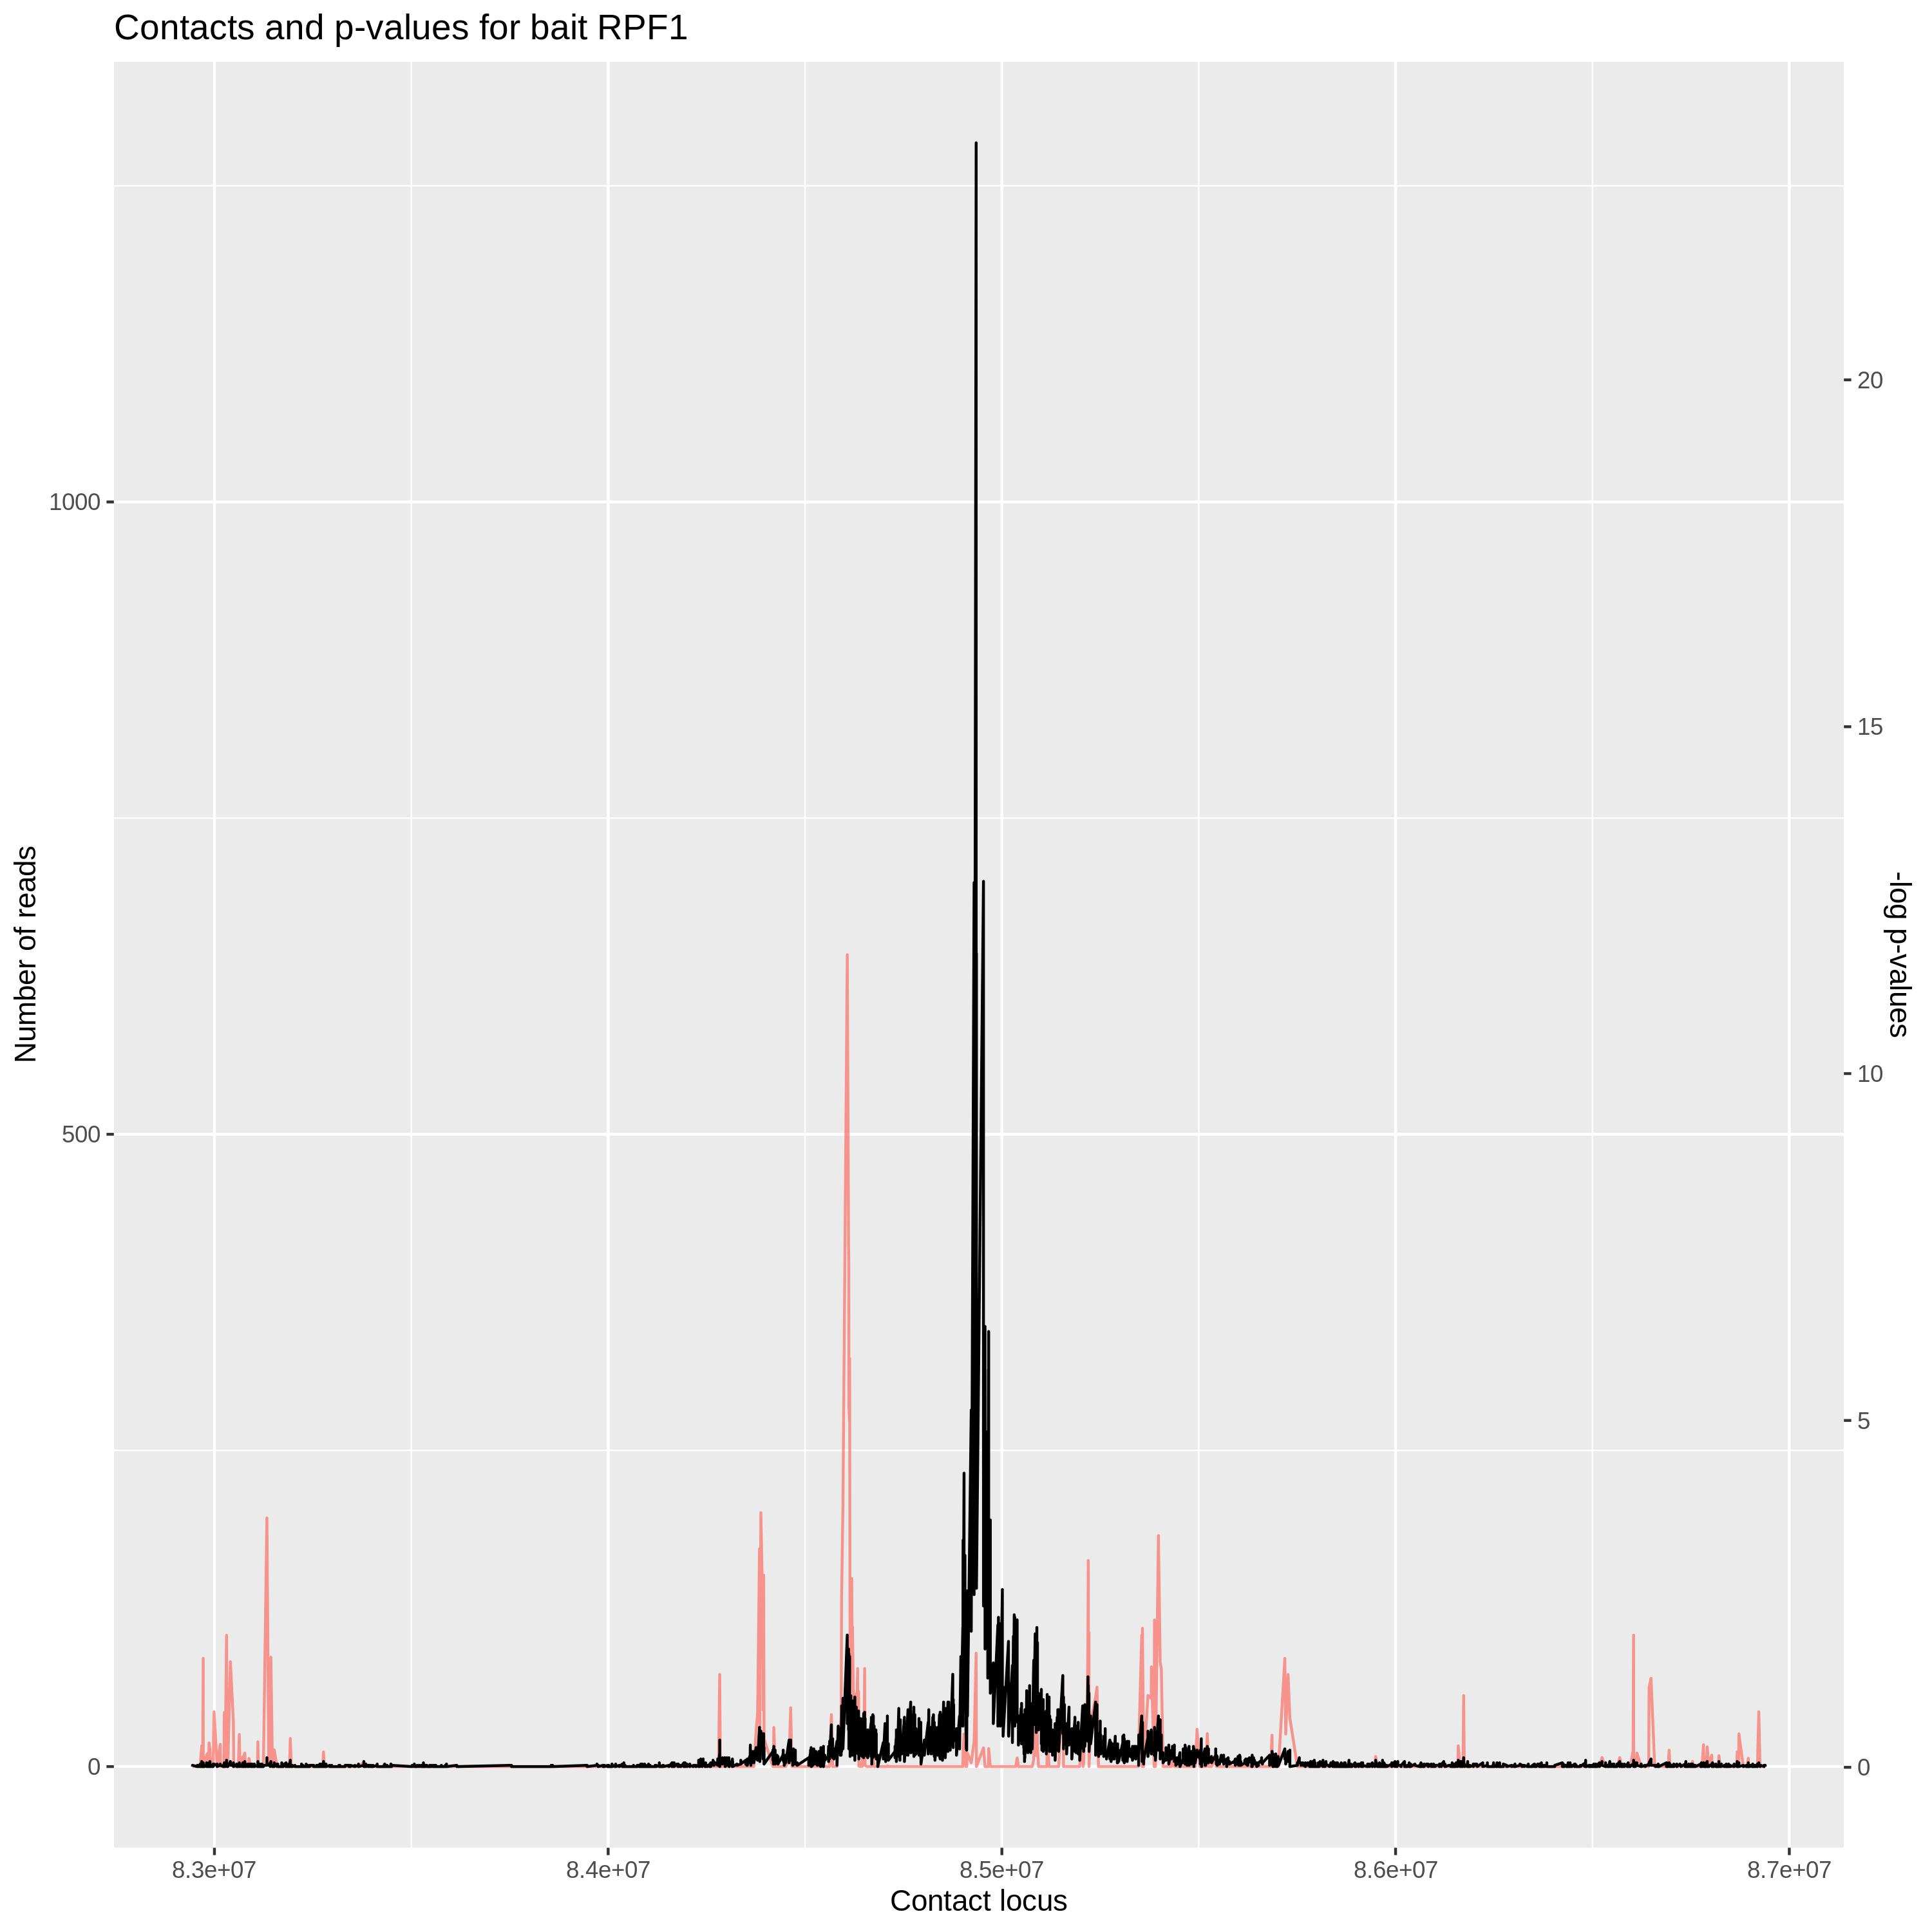 Contacts and p-values for bait RPF1
Number of reads
1000
500
0
20
15
10
5
0
-log p-values
8.3e+07
8.4e+07
8.5e+07
8.6e+07
8.7e+07
Contact locus